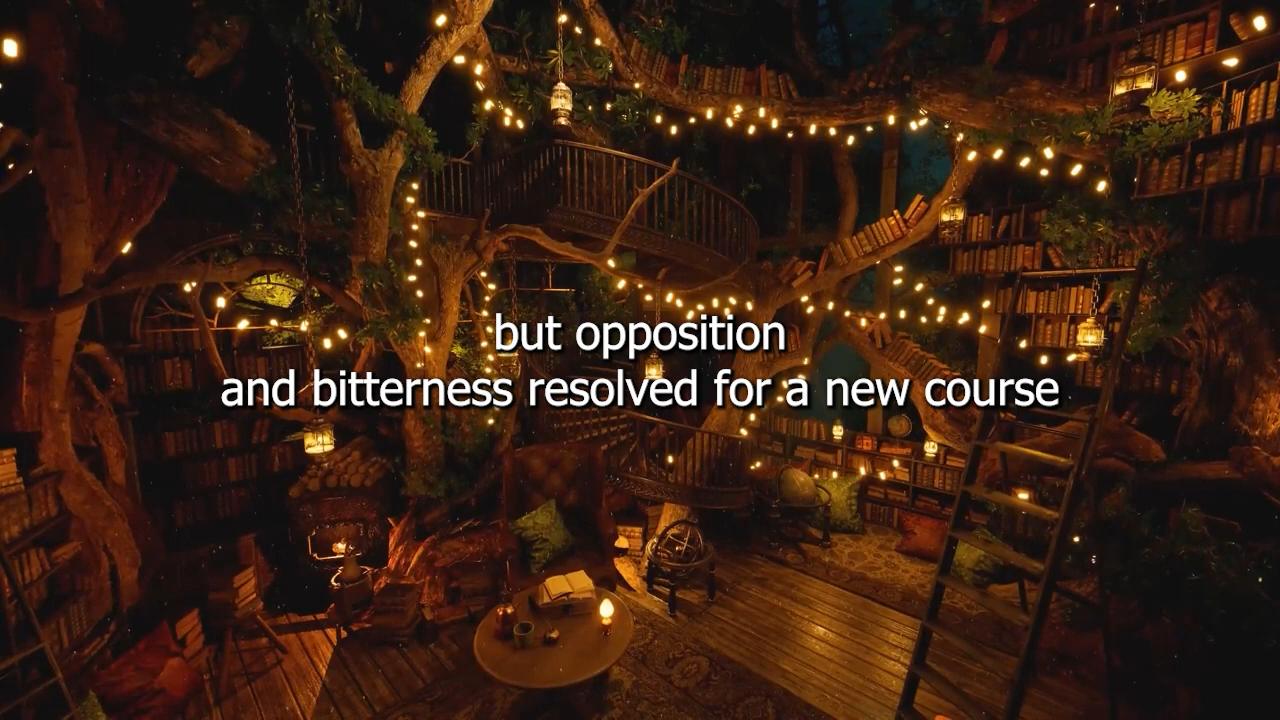 but opposition
and bitterness resolved for a new course